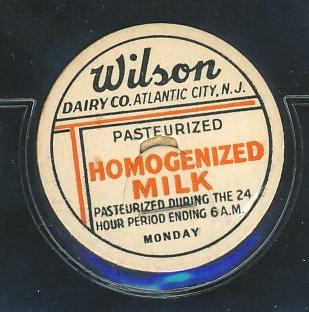 Wilson
DAIRY CO. ATLANTIC CITY, N.J.
PASTEURIZED
HOMOGENIZED
MILK
PASTEURIZED DURING THE 24
HOUR PERIOD ENDING 6 A.M.
MONDAY